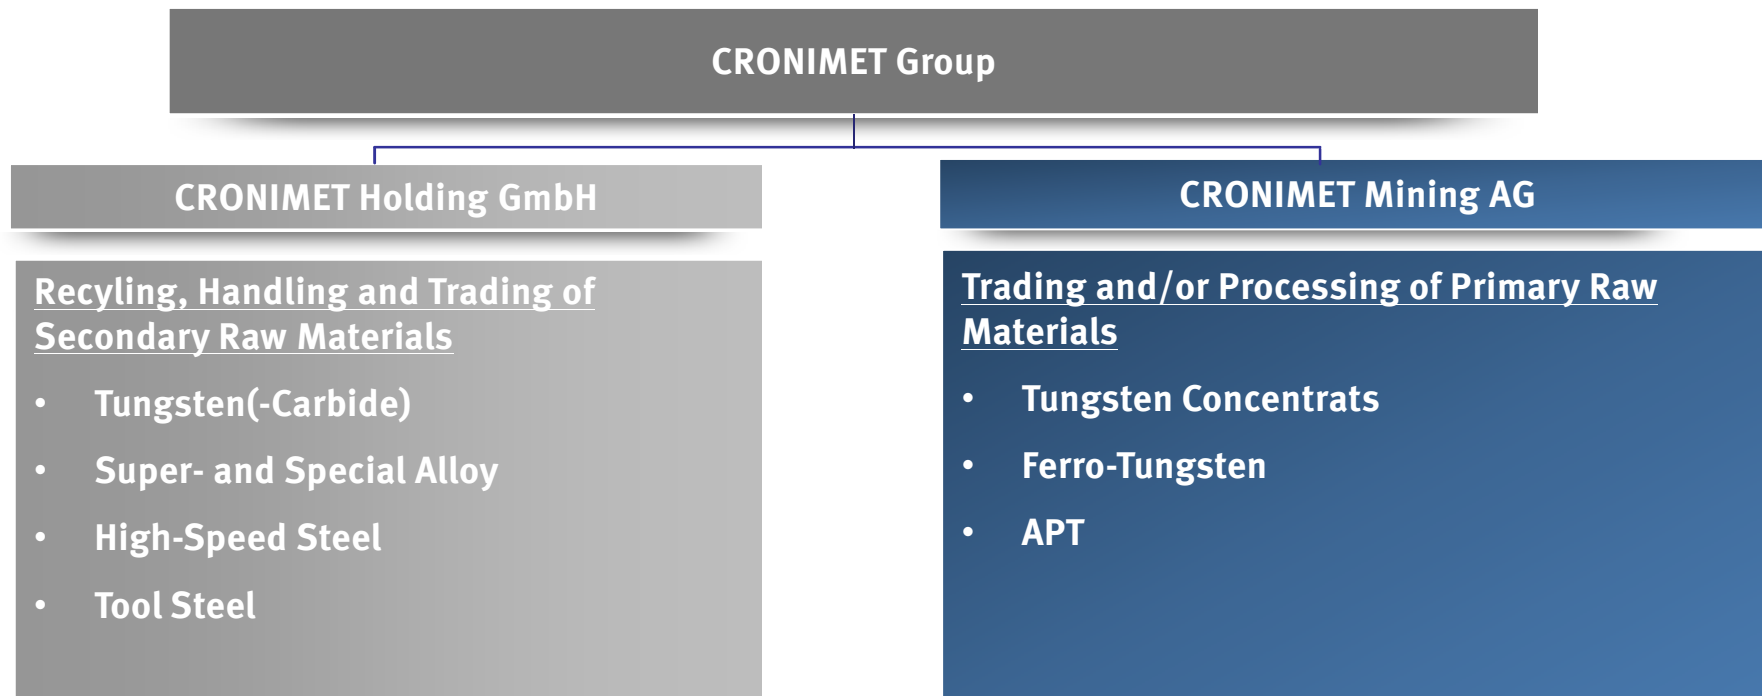 CRONIMET Group
CRONIMET Holding GmbH
Recyling, Handling and Trading of
Secondary Raw Materials
• Tungsten(-Carbide)
• Super- and Special Alloy
• High-Speed Steel
• Tool Steel
CRONIMET Mining AG
Trading and/or Processing of Primary Raw
Materials
• Tungsten Concentrats
• Ferro-Tungsten
• APT